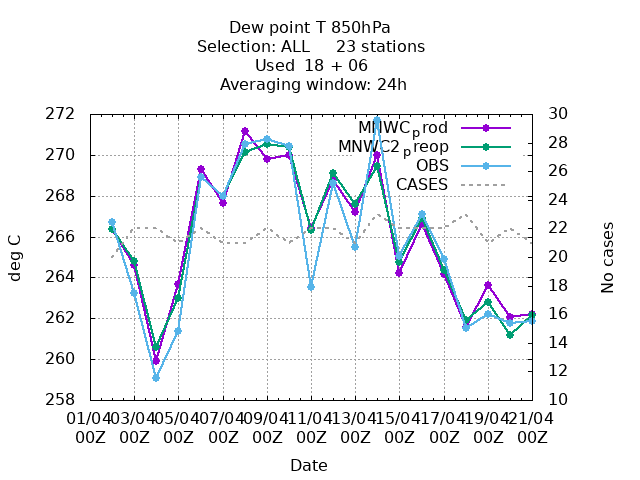 Dew point T 850hPa
Selection: ALL 23 stations
Used 18 + 06
Averaging window: 24h
272
270
268
266
264
262
260
258
30
28
26
24
22
20
18
16
14
12
10
deg C
No cases
MNWCprod
MNWC2preop
OBS
CASES
01/04 03/04 05/04 07/04 09/04 11/04 13/04 15/04 17/04 19/04 21/04
00Z 00Z 00Z 00Z 00Z 00Z 00Z 00Z 00Z 00Z 00Z
Date